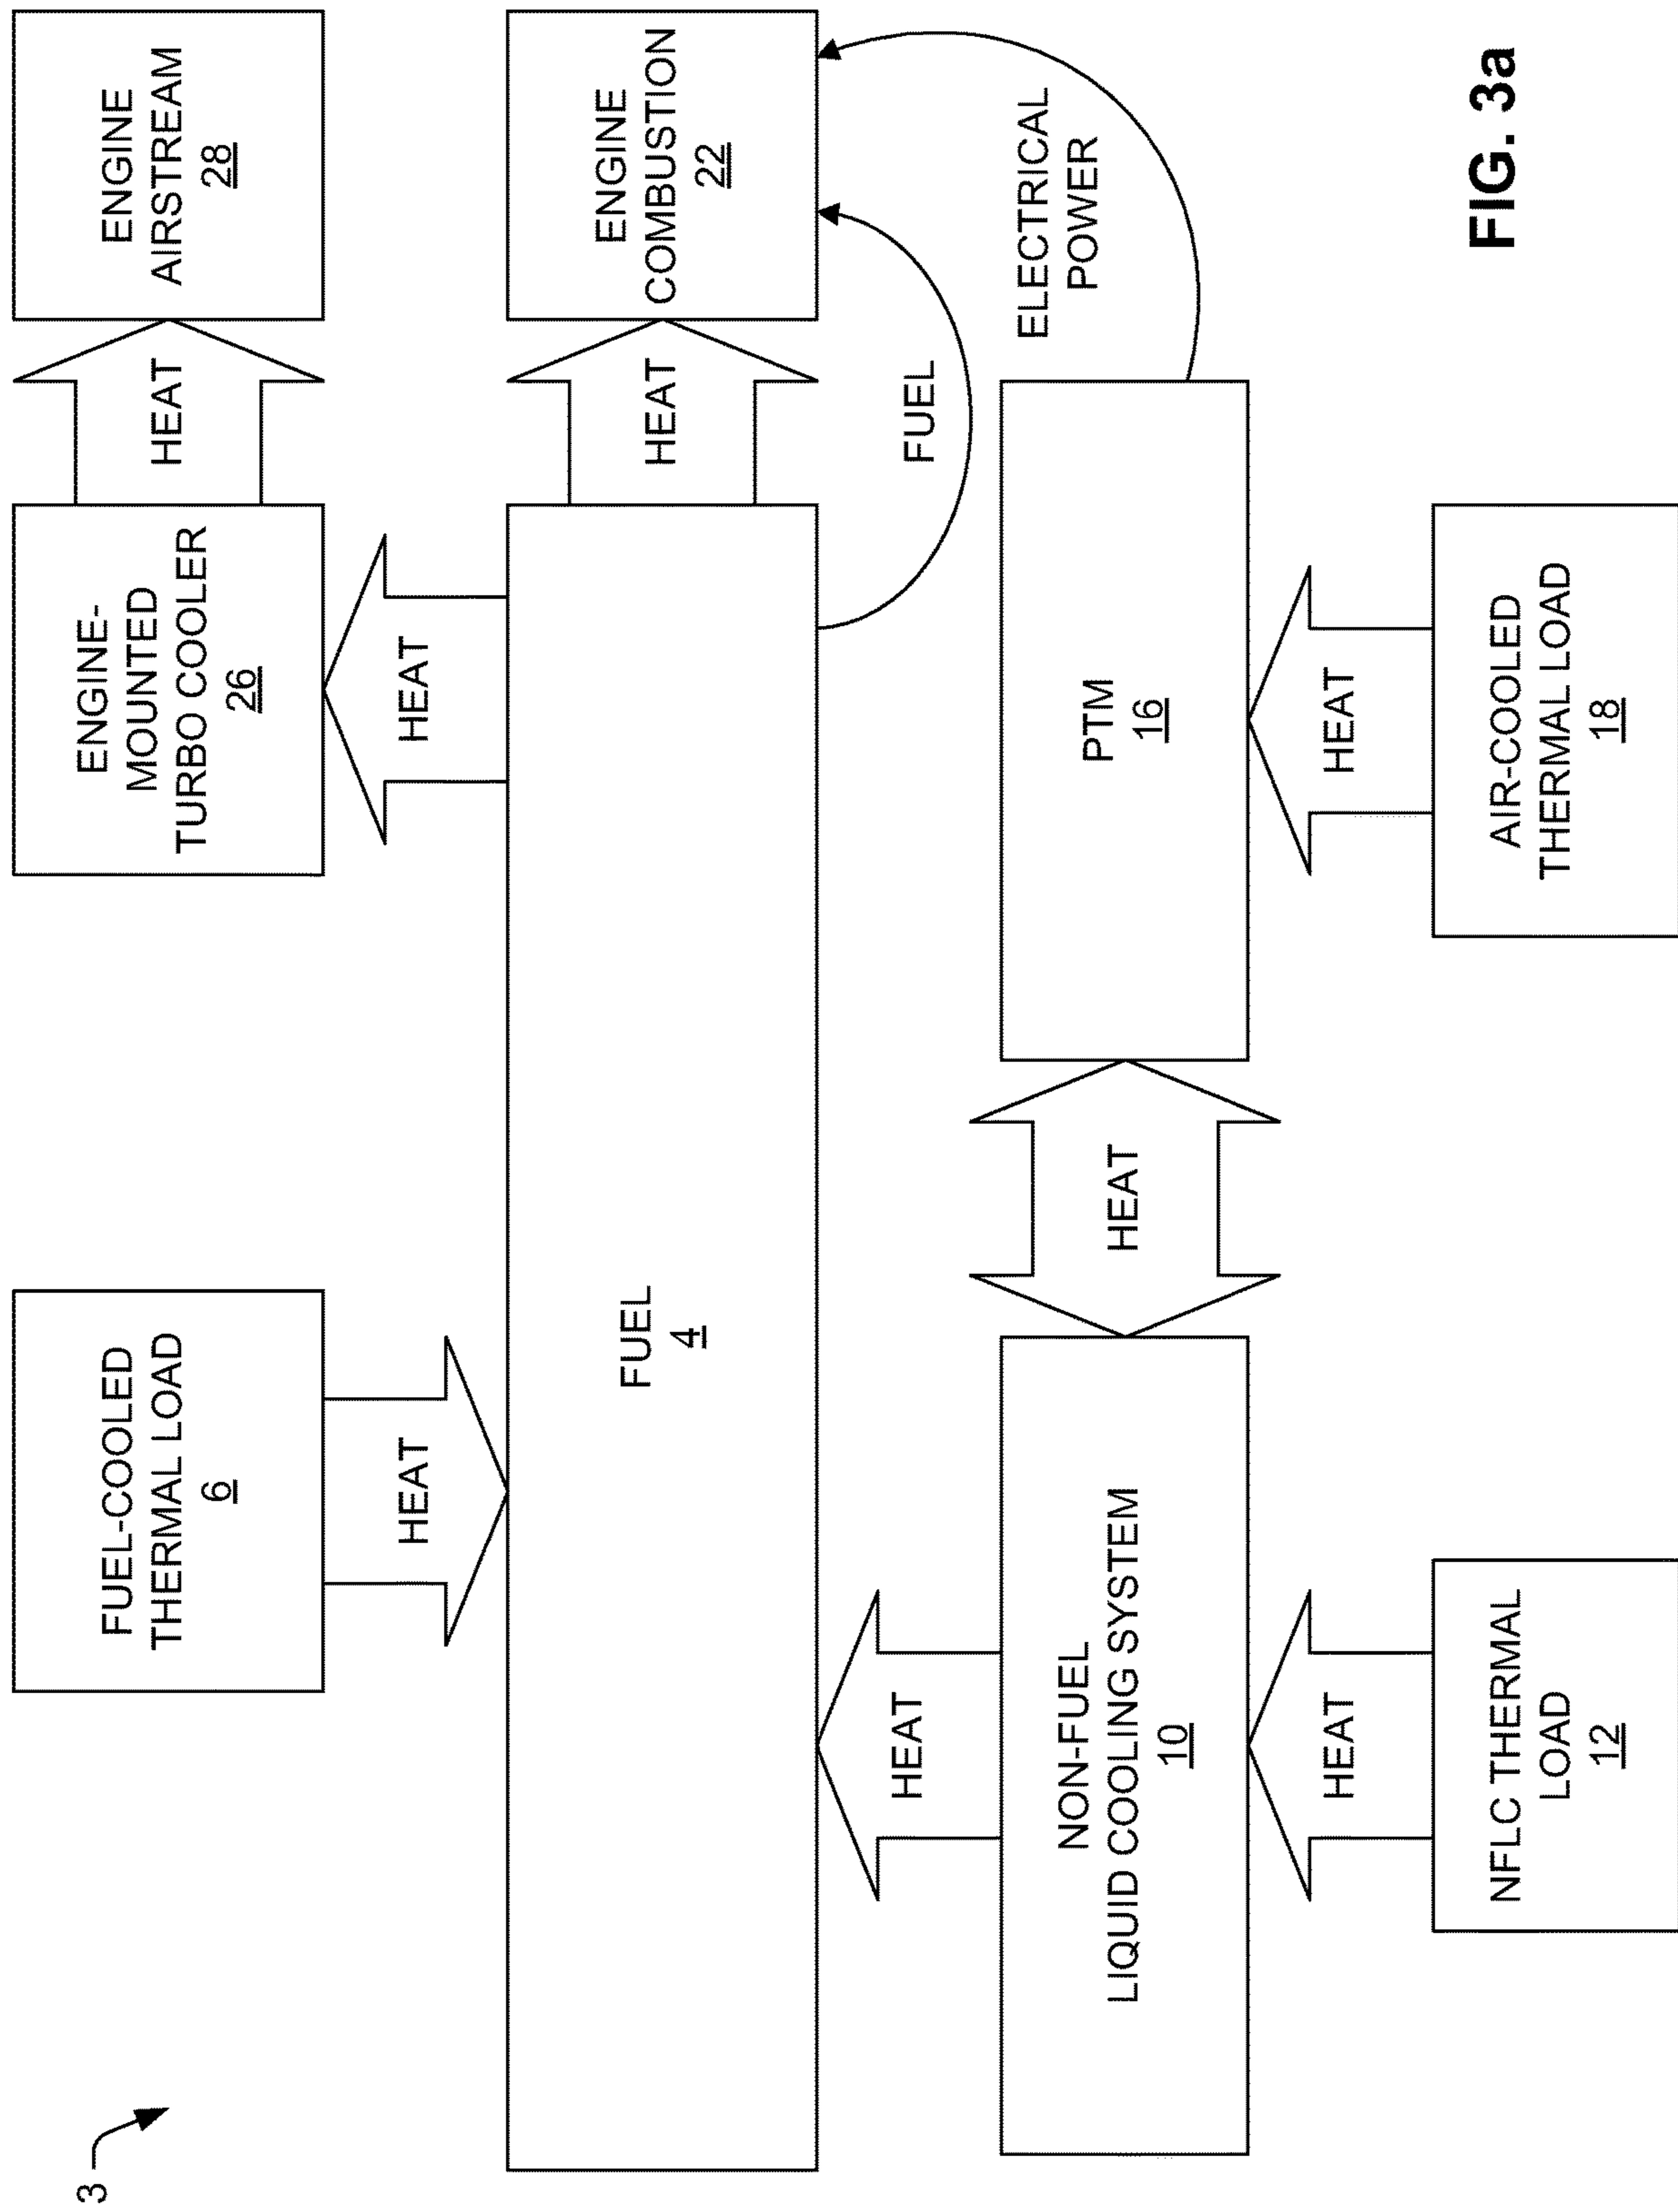 3
FUEL-COOLED
THERMAL LOAD
6
ENGINE-
MOUNTED
TURBO COOLER
26
HEAT
ENGINE
AIRSTREAM
28
HEAT
HEAT
FUEL
4
HEAT
ENGINE
COMBUSTION
22
HEAT
FUEL
ELECTRICAL
POWER
NON-FUEL
LIQUID COOLING SYSTEM
10
HEAT
PTM
16
HEAT
HEAT
NFLC THERMAL
LOAD
12
AIR-COOLED
THERMAL LOAD
18
FIG. 3a